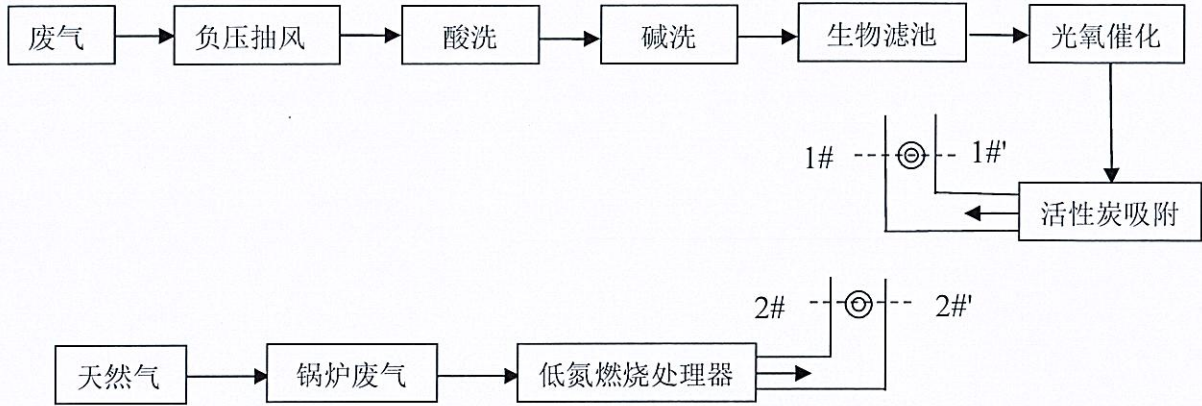 废气
负压抽风
酸洗
碱洗
生物滤池
光氧催化
1#
1#'
活性炭吸附
2#
2#'
天然气
锅炉废气
低氮燃烧处理器